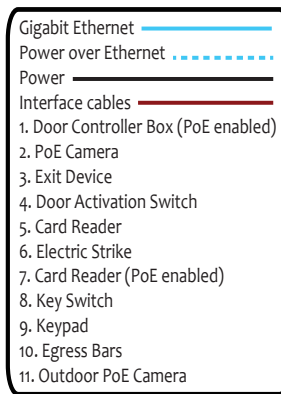 Gigabit Ethernet
Power over Ethernet
Power
Interface cables
1. Door Controller Box (PoE enabled)
2. PoE Camera
3. Exit Device
4. Door Activation Switch
5. Card Reader
6. Electric Strike
7. Card Reader (PoE enabled)
8. Key Switch
9. Keypad
10. Egress Bars
11. Outdoor PoE Camera